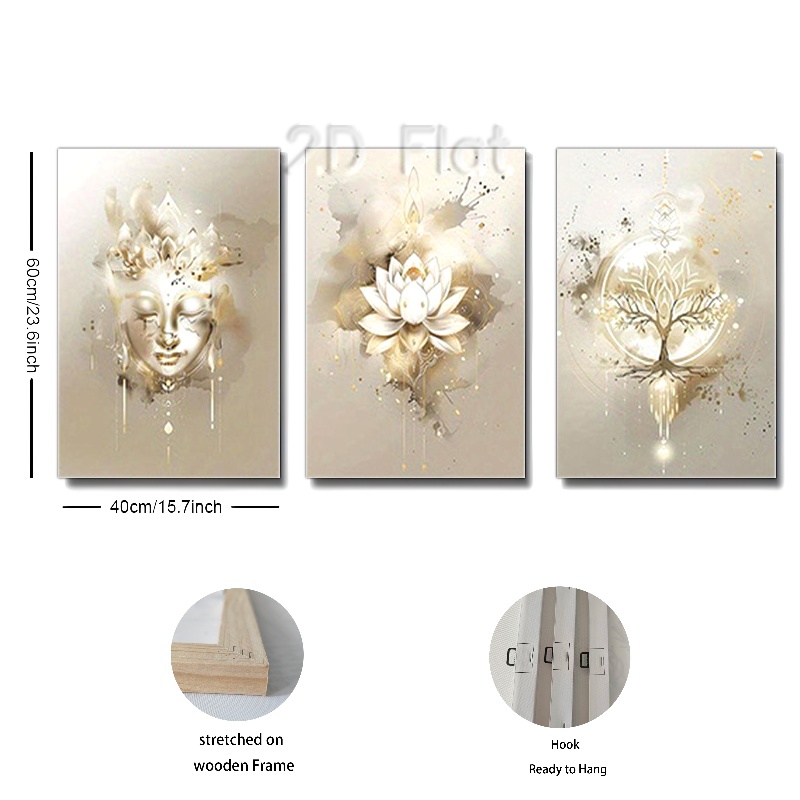 2D Flat
60cm/23.6inch
40cm/15.7inch
stretched on
wooden Frame
Hook
Ready to Hang